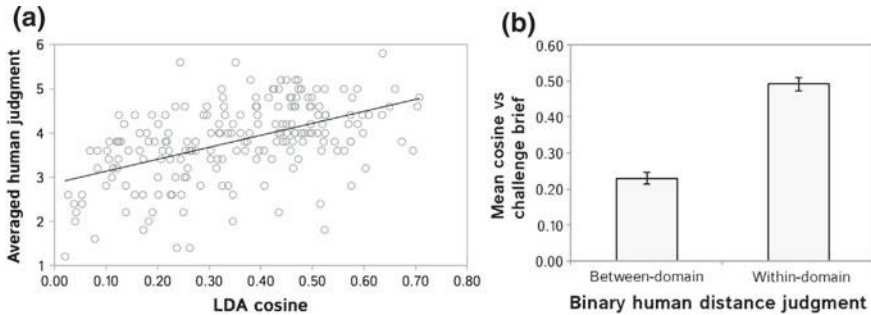 (a)
6
5
4
3
2
1
Averaged human judgment
0.00 0.10 0.20 0.30 0.40 0.50 0.60 0.70 0.80
LDA cosine
(b)
0.60
0.50
0.40
0.30
0.20
0.10
0.00
Mean cosine vs
challenge brief
Between-domain Within-domain
Binary human distance judgment